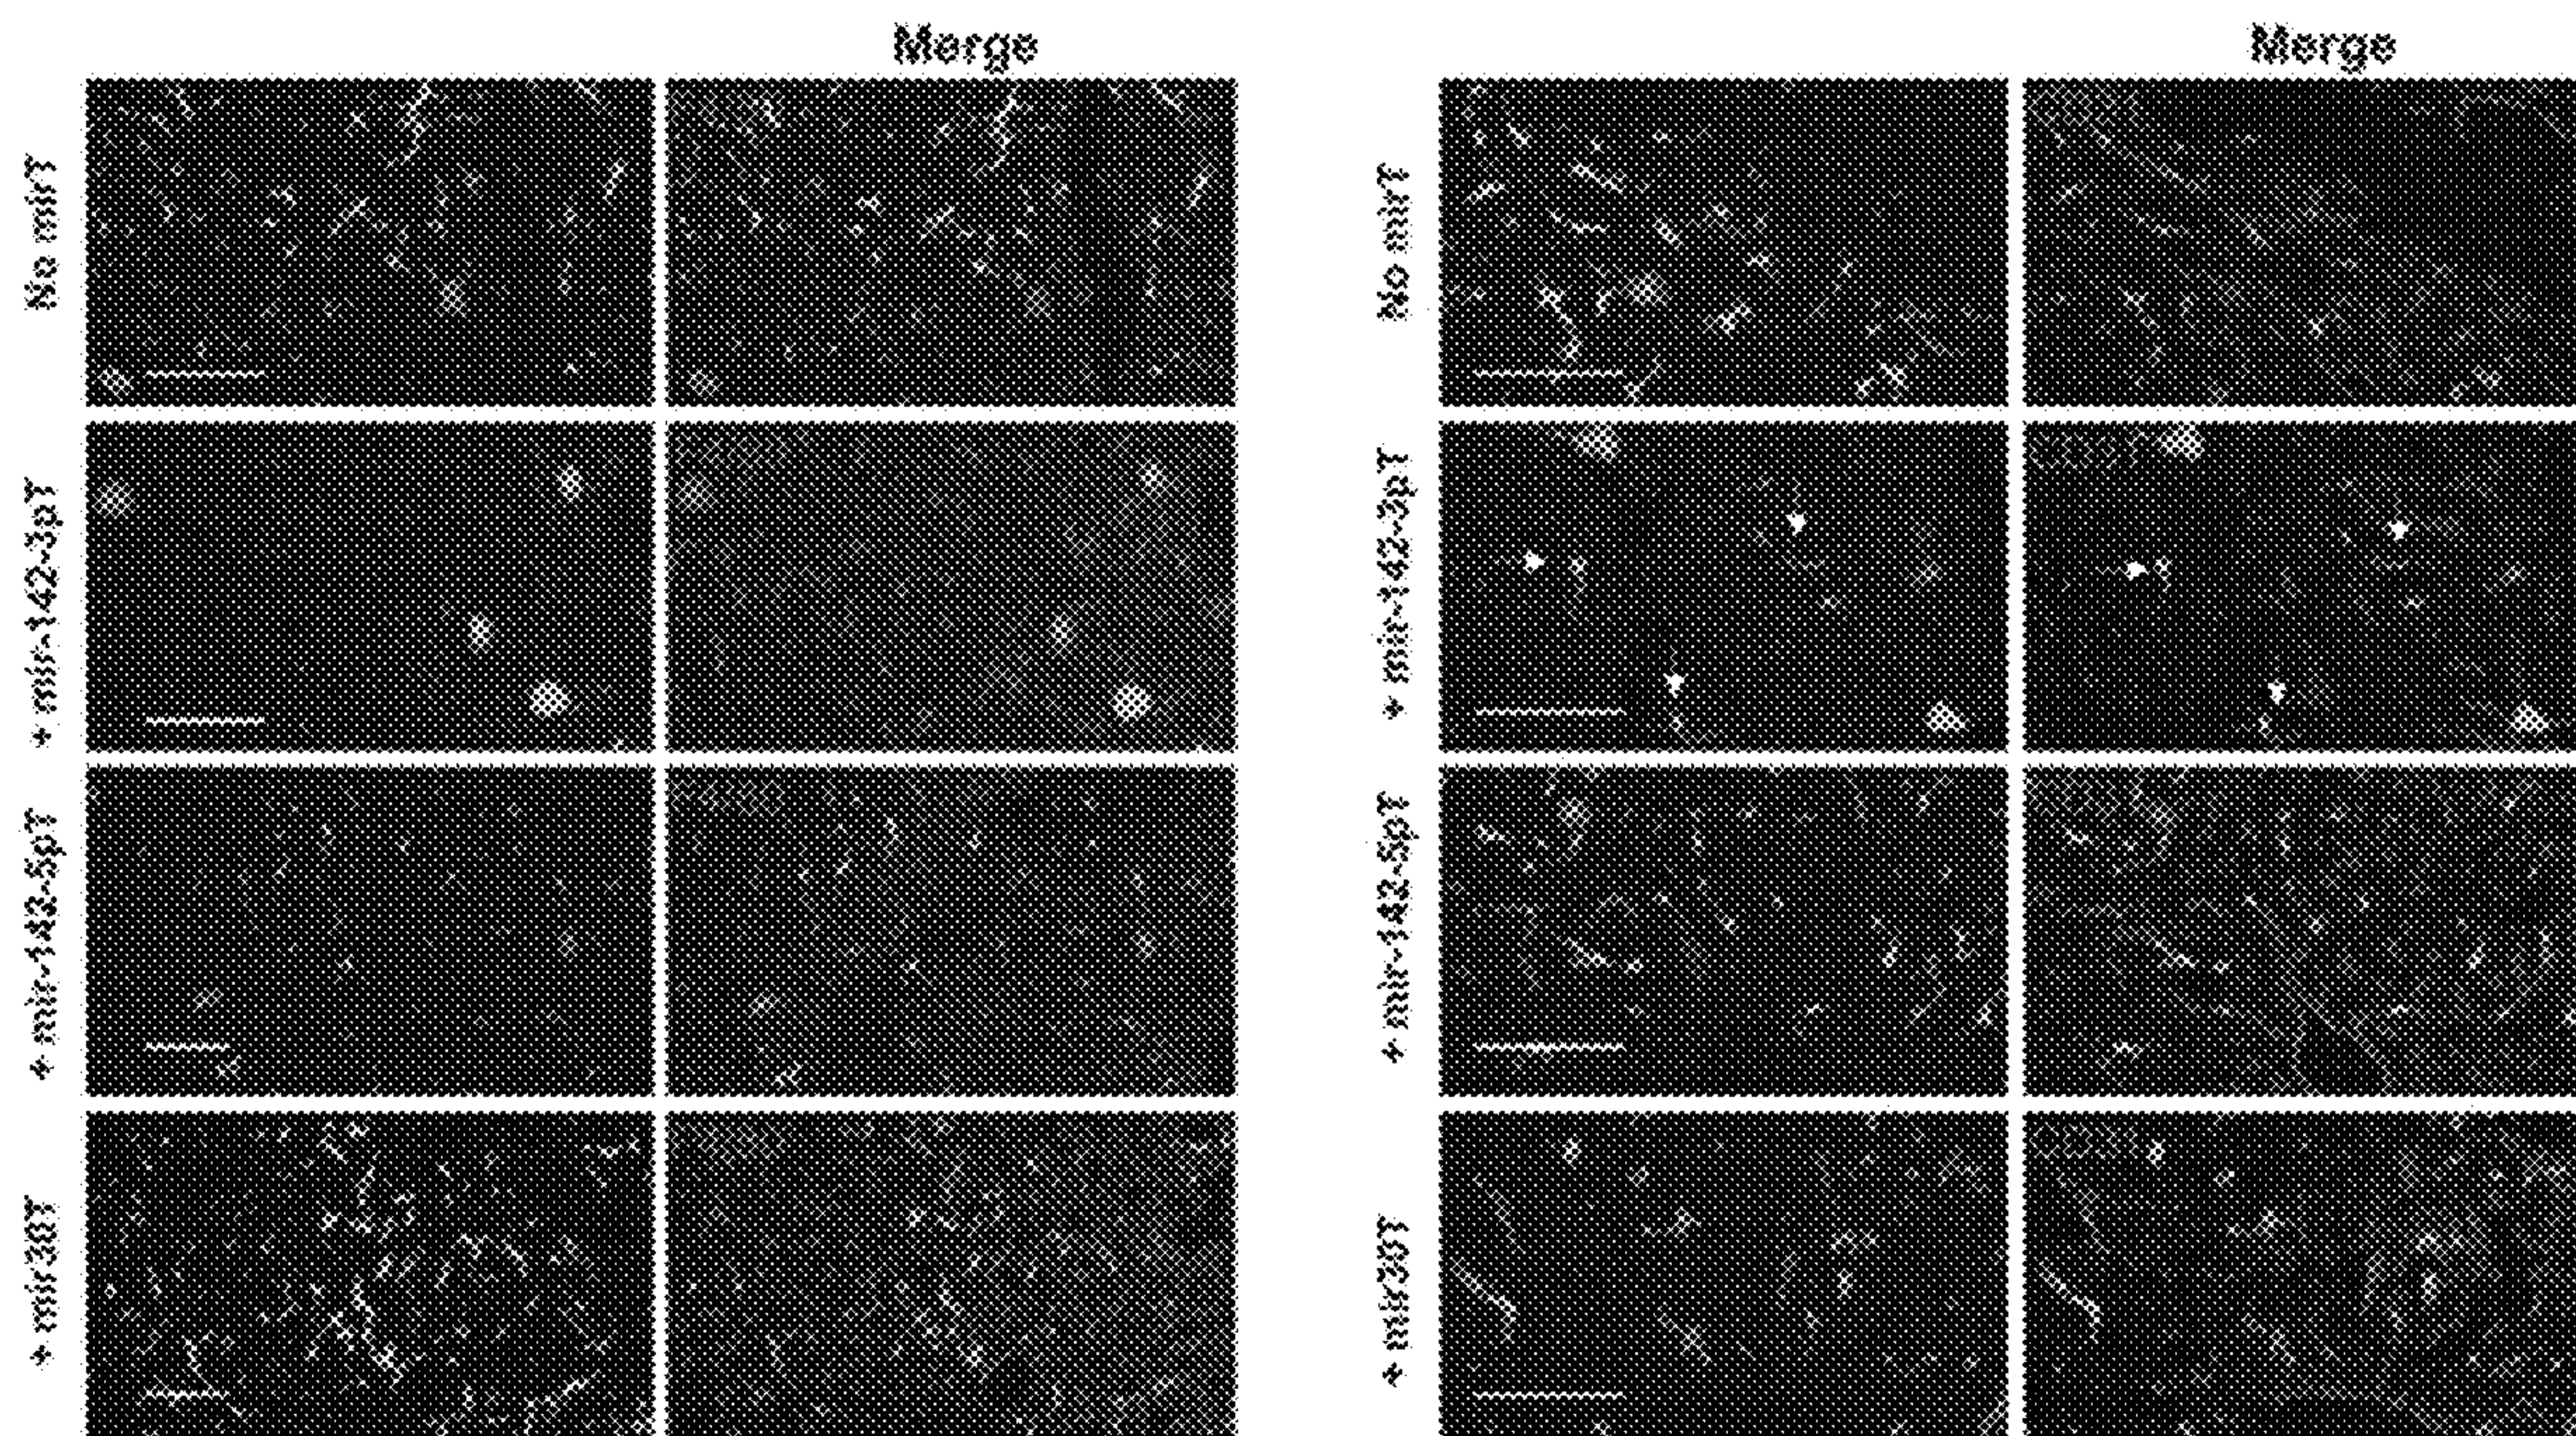 Merge
No mirT
+ mir-142-3pT
+ mir-142-5pT
+ mir30T
Merge
No mirT
+ mir-142-3pT
+ mir-142-5pT
+ mir30T